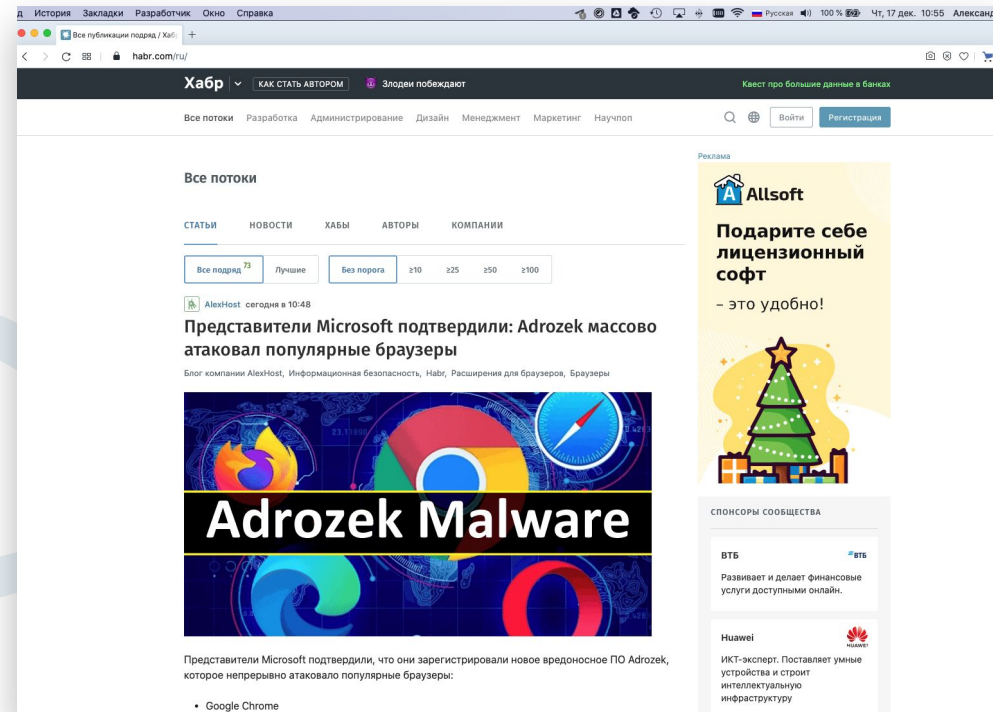 д История Закладки Разработчик Окно Справка
Русская 100 % Чт, 17 дек. 10:55 Александ
Все публикации подряд / Хаб
habr.com/ru/
Хабр КАК СТАТЬ АВТОРОМ Злодеи побеждают Квест про большие данные в банках
Все потоки Разработка Администрирование Дизайн Менеджмент Маркетинг Научпоп Войти Регистрация
Все потоки
СТАТЬИ НОВОСТИ ХАБЫ АВТОРЫ КОМПАНИИ
Все подряд 73 Лучшие Без порога ≥10 ≥25 ≥50 ≥100
AlexHost сегодня в 10:48
Представители Microsoft подтвердили: Adrozek массово
атаковал популярные браузеры
Блог компании AlexHost, Информационная безопасность, Habr, Расширения для браузеров, Браузеры
23.11898
Adrozek Malware
Представители Microsoft подтвердили, что они зарегистрировали новое вредоносное ПО Adrozek,
которое непрерывно атаковало популярные браузеры:
• Google Chrome
Реклама
Allsoft
Подарите себе
лицензионный
софт
– это удобно!
СПОНСОРЫ СООБЩЕСТВА
ВТБ ВТБ
Развивает и делает финансовые
услуги доступными онлайн.
Huawei HUAWEI
ИКТ-эксперт. Поставляет умные
устройства и строит
интеллектуальную
инфраструктуру